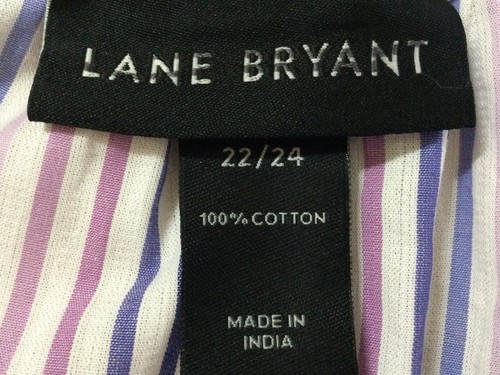 LANE BRYANT
22/24
100% COTTON
MADE IN
INDIA